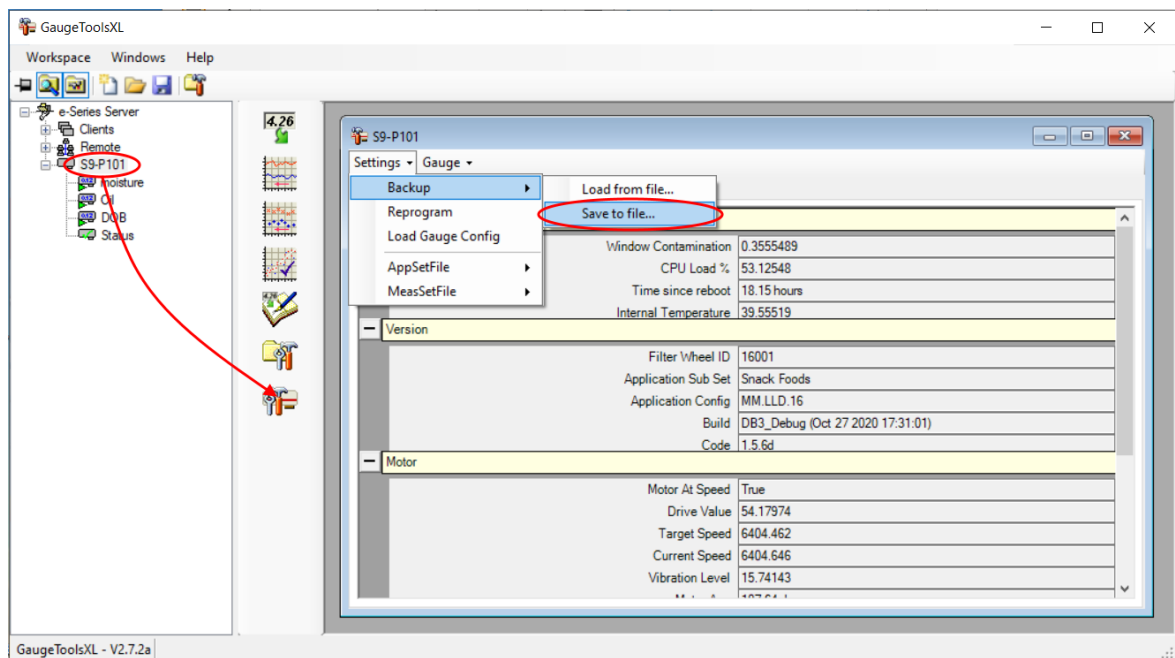 GaugeToolsXL
Workspace Windows Help
e-Series Server
Clients
Remote
S9-P101
moisture
Oil
DOB
Status
4.26
S9-P101
Settings Gauge
Backup
Reprogram
Load Gauge Config
AppSetFile
MeasSetFile
Load from file...
Save to file...
Window Contamination 0.3555489
CPU Load % 53.12548
Time since reboot 18.15 hours
Internal Temperature 39.55519
Version
Filter Wheel ID 16001
Application Sub Set Snack Foods
Application Config MM.LLD.16
Build DB3_Debug (Oct 27 2020 17:31:01)
Code 1.5.6d
Motor
Motor At Speed True
Drive Value 54.17974
Target Speed 6404.462
Current Speed 6404.646
Vibration Level 15.74143
GaugeToolsXL - V2.7.2a